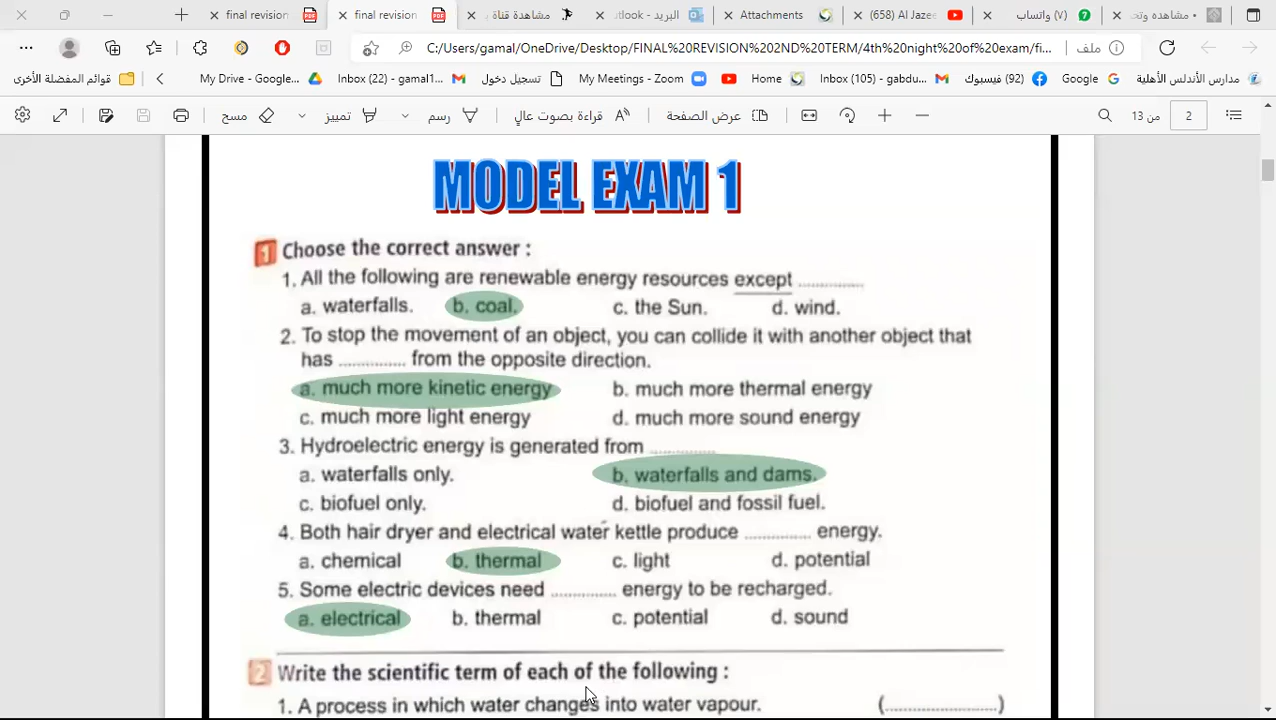 final revision
final revision
مشاهدة قناة
البريد - Outlook
Attachments
(658) Al Jazee
(7) واتساب
مشاهده وتح
C:/Users/gamal/OneDrive/Desktop/FINAL%20REVISION%202ND%20TERM/4th%20night%20of%20exam/fi...
ملف
قوائم المفضلة الأخرى
My Drive - Google...
Inbox (22) - gamal1...
تسجيل دخول
My Meetings - Zoom
Home
Inbox (105) - gabdu...
(92) فيسبوك
Google
مدارس الأندلس الأهلية
مسح
تمييز
رسم
قراءة بصوت عالٍ
عرض الصفحة
من 13
2
MODEL EXAM 1
1 Choose the correct answer :
1. All the following are renewable energy resources except ..............
a. waterfalls. b. coal. c. the Sun. d. wind.
2. To stop the movement of an object, you can collide it with another object that
has .............. from the opposite direction.
a. much more kinetic energy b. much more thermal energy
c. much more light energy d. much more sound energy
3. Hydroelectric energy is generated from ..............
a. waterfalls only. b. waterfalls and dams.
c. biofuel only. d. biofuel and fossil fuel.
4. Both hair dryer and electrical water kettle produce .............. energy.
a. chemical b. thermal c. light d. potential
5. Some electric devices need .............. energy to be recharged.
a. electrical b. thermal c. potential d. sound
2 Write the scientific term of each of the following :
1. A process in which water changes into water vapour. (......................)